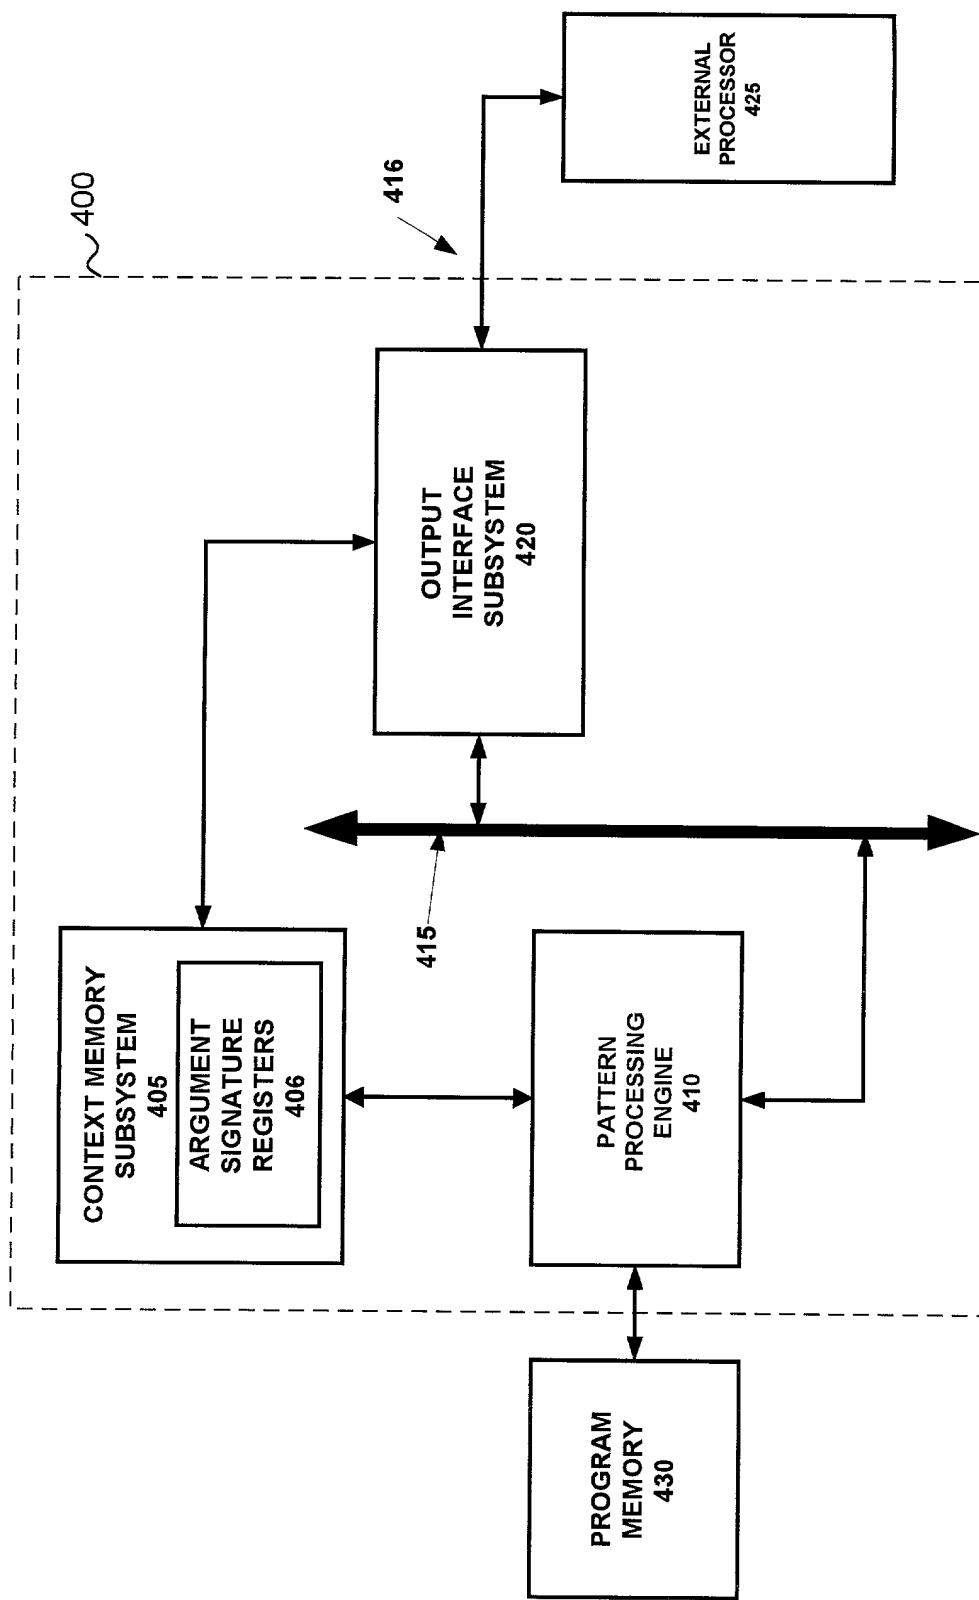 400
CONTEXT MEMORY
SUBSYSTEM
405
ARGUMENT
SIGNATURE
REGISTERS
406
416
415
OUTPUT
INTERFACE
SUBSYSTEM
420
EXTERNAL
PROCESSOR
425
PROGRAM
MEMORY
430
PATTERN
PROCESSING
ENGINE
410